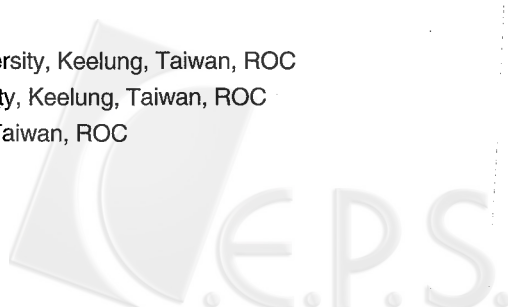 ersity, Keelung, Taiwan, ROC
ty, Keelung, Taiwan, ROC
Taiwan, ROC
C.E.P.S.